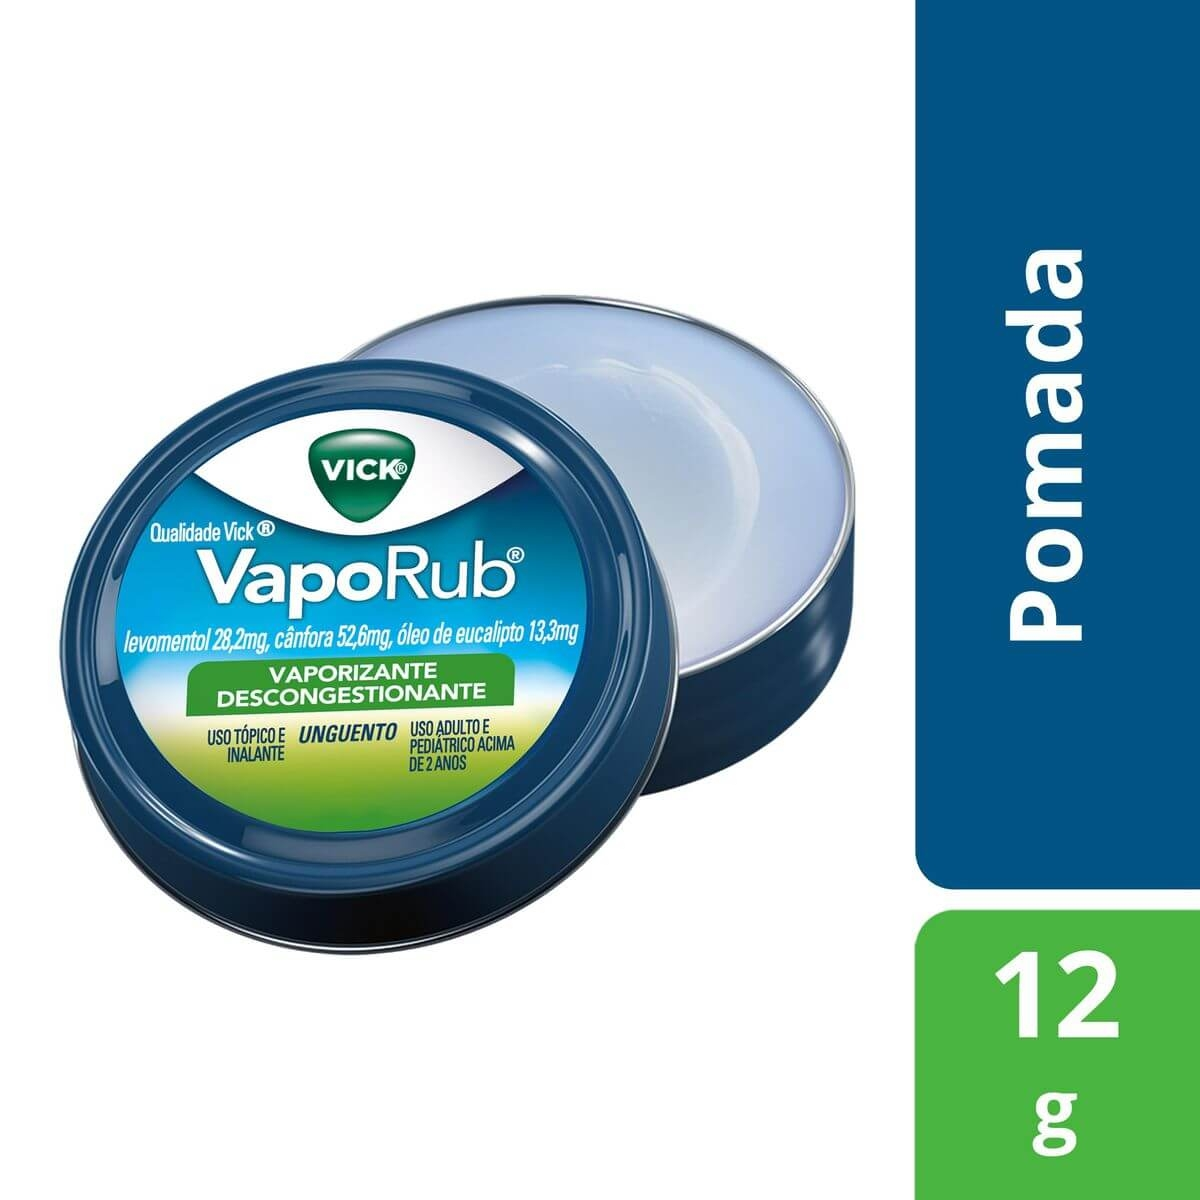 VICK®
Qualidade Vick®
VapoRub®
levomentol 28,2mg, cânfora 52,6mg, óleo de eucalipto 13,3mg
VAPORIZANTE
DESCONGESTIONANTE
USO TÓPICO E
INALANTE
UNGUENTO
USO ADULTO E
PEDIÁTRICO ACIMA
DE 2 ANOS
Pomada
12
g